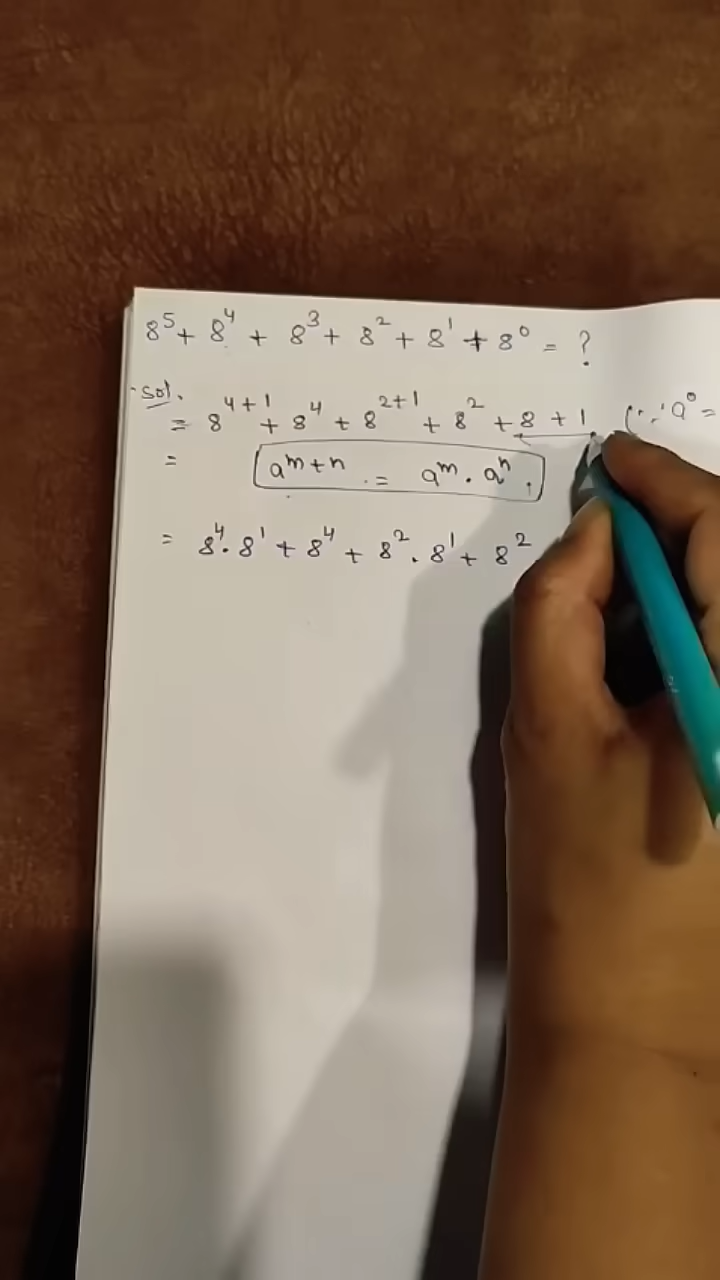 8⁵ + 8⁴ + 8³ + 8² + 8¹ + 8⁰ = ?
Sol.
= 8⁴⁺¹ + 8⁴ + 8²⁺¹ + 8² + 8 + 1 (∵ a⁰ =
= aᵐ⁺ⁿ = aᵐ · aⁿ.
= 8⁴ · 8¹ + 8⁴ + 8² · 8¹ + 8²